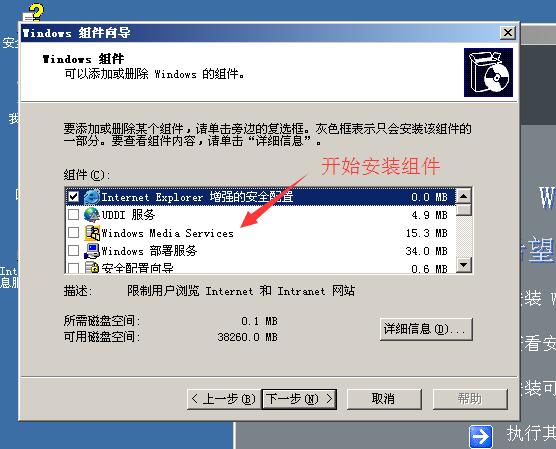 Windows 组件向导
Windows 组件
可以添加或删除 Windows 的组件。
要添加或删除某个组件，请单击旁边的复选框。灰色框表示只会安装该组件的
一部分。要查看组件内容，请单击“详细信息”。
开始安装组件
组件(C):
Internet Explorer 增强的安全配置 0.0 MB
UDDI 服务 4.9 MB
Windows Media Services 15.3 MB
Windows 部署服务 34.0 MB
安全配置向导 0.6 MB
描述: 限制用户浏览 Internet 和 Intranet 网站
所需磁盘空间: 0.1 MB
可用磁盘空间: 38260.0 MB
详细信息(D)...
< 上一步(B)
下一步(N) >
取消
帮助
安
我
Int
息服
W
望
安装 W
查看安
安装可
执行其